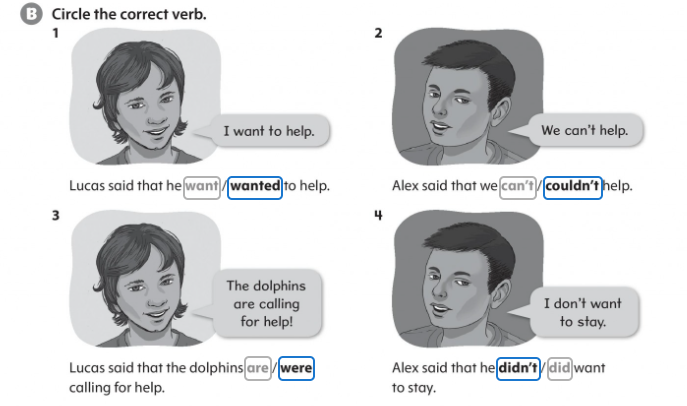 B Circle the correct verb.
1
I want to help.
Lucas said that he want / wanted to help.
2
We can't help.
Alex said that we can't / couldn't help.
3
The dolphins
are calling
for help!
Lucas said that the dolphins are / were
calling for help.
4
I don't want
to stay.
Alex said that he didn't / did want
to stay.